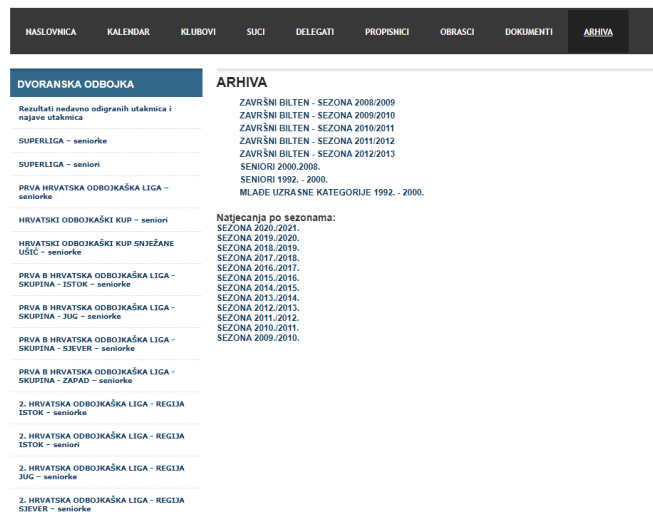 NASLOVNICA KALENDAR KLUBOVI SUCI DELEGATI PROPISNICI OBRASCI DOKUMENTI ARHIVA
DVORANSKA ODBOJKA
Rezultati nedavno odigranih utakmica i
najave utakmica
SUPERLIGA – seniorke
SUPERLIGA – seniori
PRVA HRVATSKA ODBOJKAŠKA LIGA –
seniorke
HRVATSKI ODBOJKAŠKI KUP – seniori
HRVATSKI ODBOJKAŠKI KUP SNJEŽANE
UŠIĆ – seniorke
PRVA B HRVATSKA ODBOJKAŠKA LIGA -
SKUPINA - ISTOK – seniorke
PRVA B HRVATSKA ODBOJKAŠKA LIGA -
SKUPINA - JUG – seniorke
PRVA B HRVATSKA ODBOJKAŠKA LIGA -
SKUPINA - SJEVER – seniorke
PRVA B HRVATSKA ODBOJKAŠKA LIGA -
SKUPINA - ZAPAD – seniorke
2. HRVATSKA ODBOJKAŠKA LIGA - REGIJA
ISTOK – seniorke
2. HRVATSKA ODBOJKAŠKA LIGA - REGIJA
ISTOK – seniori
2. HRVATSKA ODBOJKAŠKA LIGA - REGIJA
JUG – seniorke
2. HRVATSKA ODBOJKAŠKA LIGA - REGIJA
SJEVER – seniorke
ARHIVA
ZAVRŠNI BILTEN - SEZONA 2008/2009
ZAVRŠNI BILTEN - SEZONA 2009/2010
ZAVRŠNI BILTEN - SEZONA 2010/2011
ZAVRŠNI BILTEN - SEZONA 2011/2012
ZAVRŠNI BILTEN - SEZONA 2012/2013
SENIORI 2000.2008.
SENIORI 1992. - 2000.
MLAĐE UZRASNE KATEGORIJE 1992. - 2000.
Natjecanja po sezonama:
SEZONA 2020./2021.
SEZONA 2019./2020.
SEZONA 2018./2019.
SEZONA 2017./2018.
SEZONA 2016./2017.
SEZONA 2015./2016.
SEZONA 2014./2015.
SEZONA 2013./2014.
SEZONA 2012./2013.
SEZONA 2011./2012.
SEZONA 2010./2011.
SEZONA 2009./2010.